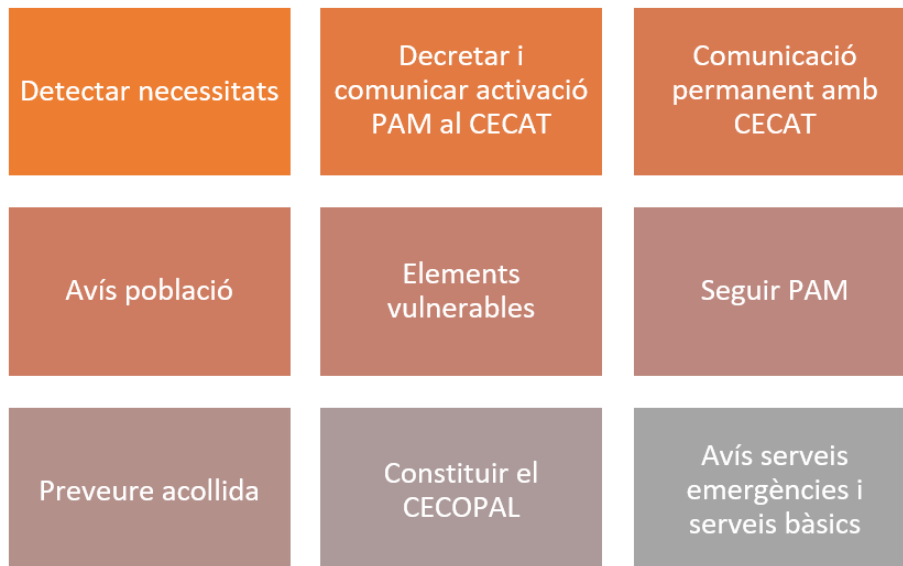 Detectar necessitats
Decretar i
comunicar activació
PAM al CECAT
Comunicació
permanent amb
CECAT
Avís població
Elements
vulnerables
Seguir PAM
Preveure acollida
Constituir el
CECOPAL
Avís serveis
emergències i
serveis bàsics